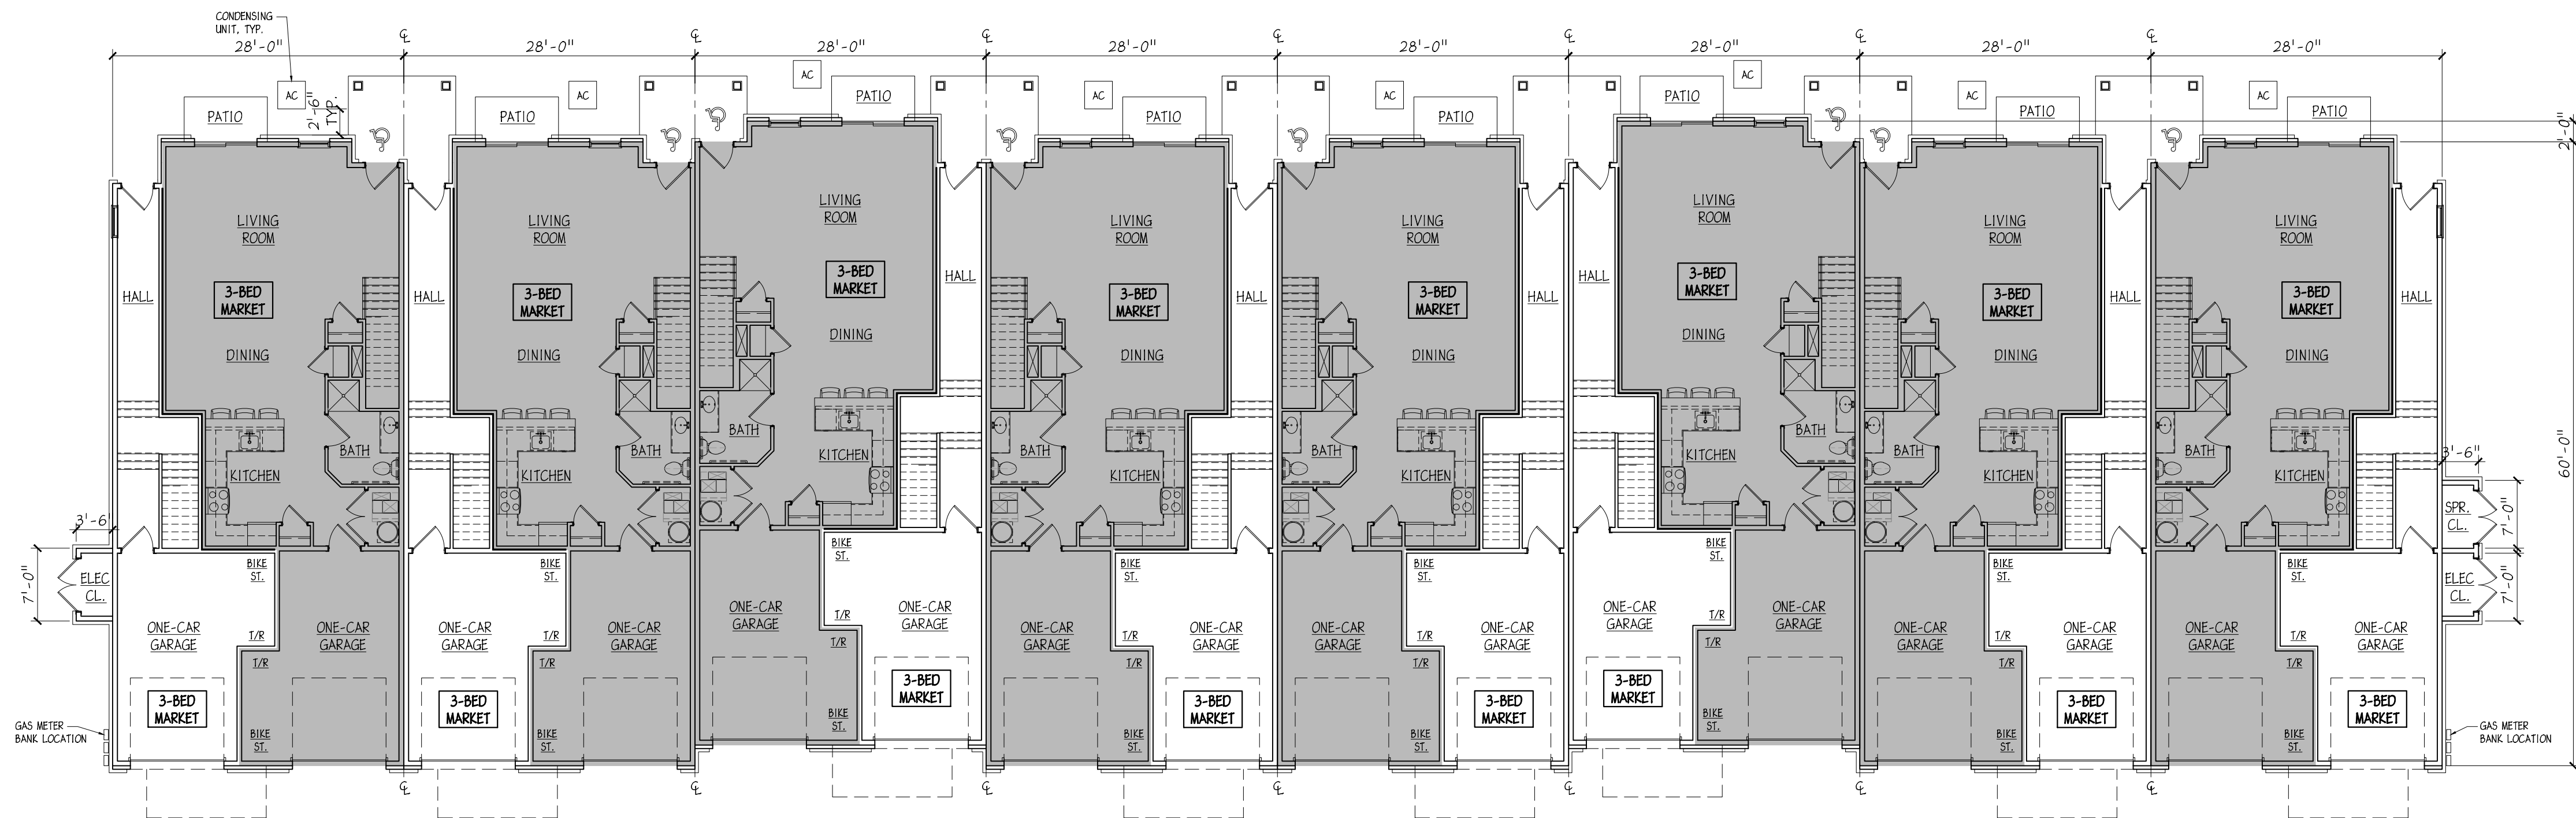 CONDENSING
UNIT, TYP.
℄ ℄ ℄ ℄ ℄ ℄ ℄
28'-0" 28'-0" 28'-0" 28'-0" 28'-0" 28'-0" 28'-0" 28'-0"
AC AC AC AC AC AC AC AC
PATIO PATIO PATIO PATIO PATIO PATIO PATIO PATIO
2'-6"
TYP.
2'-0"
LIVING LIVING LIVING LIVING LIVING LIVING LIVING LIVING
ROOM ROOM ROOM ROOM ROOM ROOM ROOM ROOM
3-BED 3-BED 3-BED 3-BED 3-BED 3-BED 3-BED 3-BED
MARKET MARKET MARKET MARKET MARKET MARKET MARKET MARKET
HALL HALL HALL HALL HALL HALL HALL HALL
DINING DINING DINING DINING DINING DINING DINING DINING
BATH BATH BATH BATH BATH BATH BATH BATH
KITCHEN KITCHEN KITCHEN KITCHEN KITCHEN KITCHEN KITCHEN KITCHEN
3'-6"
60'-0"
SPR.
CL.
7'-0"
3'-6"
7'-0"
ELEC
CL.
ELEC
CL.
7'-0"
BIKE BIKE BIKE BIKE BIKE BIKE BIKE BIKE
ST. ST. ST. ST. ST. ST. ST. ST.
ONE-CAR ONE-CAR ONE-CAR ONE-CAR ONE-CAR ONE-CAR ONE-CAR ONE-CAR ONE-CAR ONE-CAR ONE-CAR ONE-CAR ONE-CAR ONE-CAR ONE-CAR ONE-CAR
GARAGE GARAGE GARAGE GARAGE GARAGE GARAGE GARAGE GARAGE GARAGE GARAGE GARAGE GARAGE GARAGE GARAGE GARAGE GARAGE
T/R T/R T/R T/R T/R T/R T/R T/R
T/R T/R T/R T/R T/R T/R T/R T/R
3-BED 3-BED 3-BED 3-BED 3-BED 3-BED 3-BED 3-BED
MARKET MARKET MARKET MARKET MARKET MARKET MARKET MARKET
BIKE BIKE BIKE BIKE BIKE BIKE BIKE BIKE
ST. ST. ST. ST. ST. ST. ST. ST.
GAS METER
BANK LOCATION
GAS METER
BANK LOCATION
℄ ℄ ℄ ℄ ℄ ℄ ℄